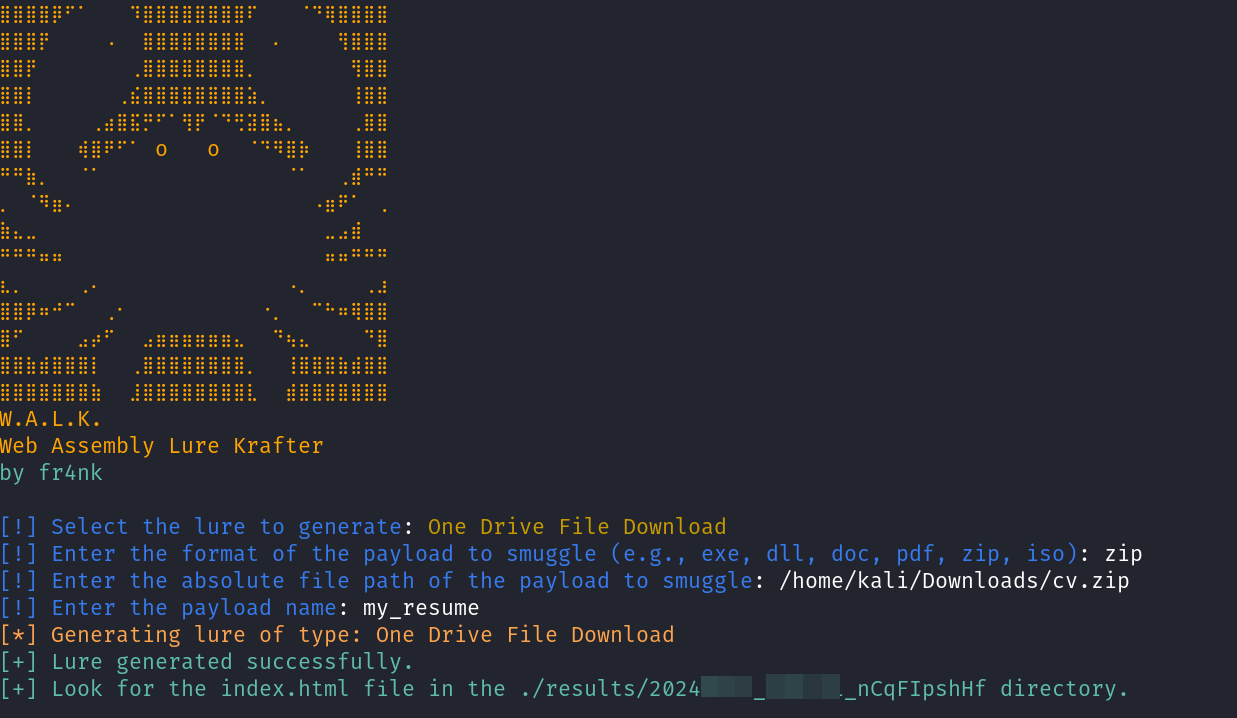 W.A.L.K.
Web Assembly Lure Krafter
by fr4nk
[!] Select the lure to generate: One Drive File Download
[!] Enter the format of the payload to smuggle (e.g., exe, dll, doc, pdf, zip, iso): zip
[!] Enter the absolute file path of the payload to smuggle: /home/kali/Downloads/cv.zip
[!] Enter the payload name: my_resume
[*] Generating lure of type: One Drive File Download
[+] Lure generated successfully.
[+] Look for the index.html file in the ./results/2024 _ _nCqFIpshHf directory.